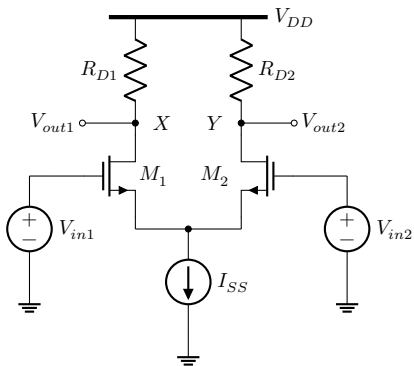 V_DD
R_D1
R_D2
V_out1
X
Y
V_out2
M_1
M_2
+
−
V_in1
+
−
V_in2
I_SS